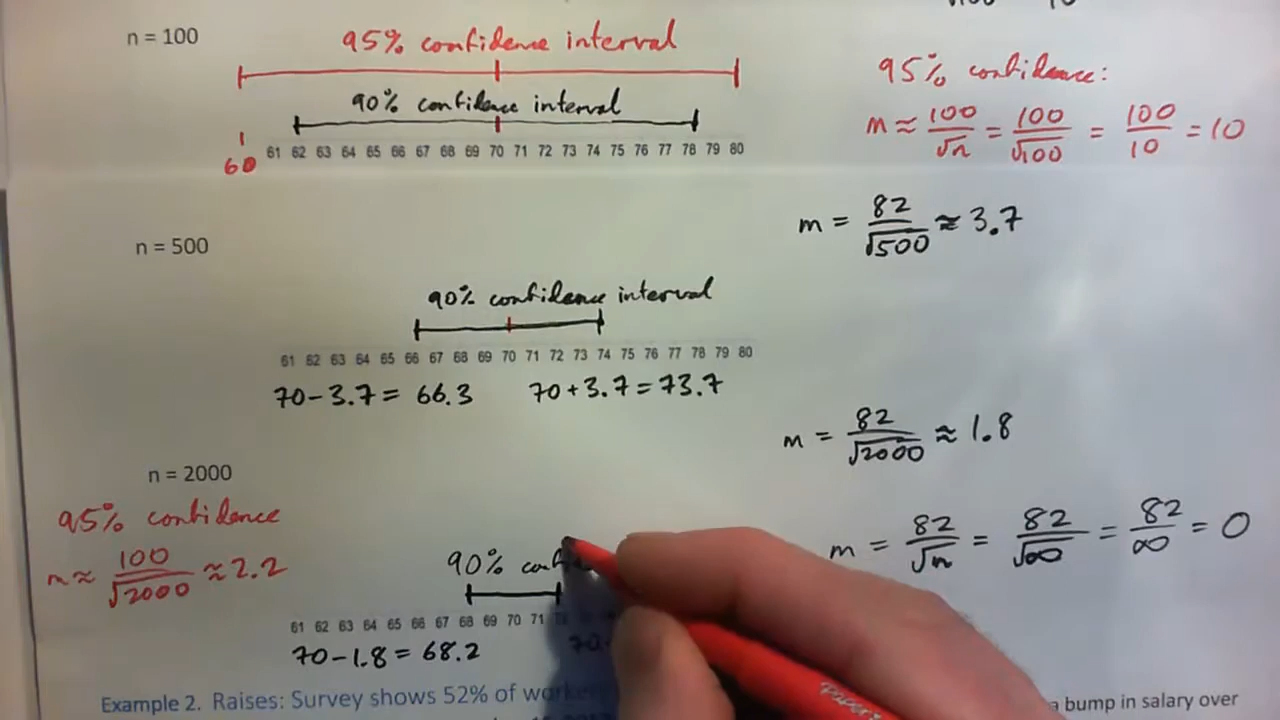 n = 100
95% confidence interval
90% confidence interval
60
61 62 63 64 65 66 67 68 69 70 71 72 73 74 75 76 77 78 79 80
95% confidence:
m ≈ 100/√n = 100/√100 = 100/10 = 10
n = 500
m = 82/√500 ≈ 3.7
90% confidence interval
61 62 63 64 65 66 67 68 69 70 71 72 73 74 75 76 77 78 79 80
70 - 3.7 = 66.3 70 + 3.7 = 73.7
m = 82/√2000 ≈ 1.8
n = 2000
95% confidence
m ≈ 100/√2000 ≈ 2.2
m = 82/√n = 82/√∞ = 82/∞ = 0
90%
61 62 63 64 65 66 67 68 69 70 71
70 - 1.8 = 68.2
Example 2. Raises: Survey shows 52% of a bump in salary over